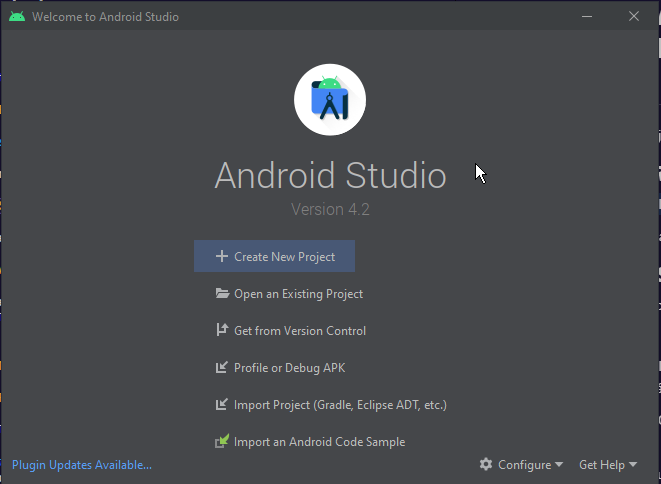 Welcome to Android Studio
Android Studio
Version 4.2
Create New Project
Open an Existing Project
Get from Version Control
Profile or Debug APK
Import Project (Gradle, Eclipse ADT, etc.)
Import an Android Code Sample
Plugin Updates Available...
Configure
Get Help